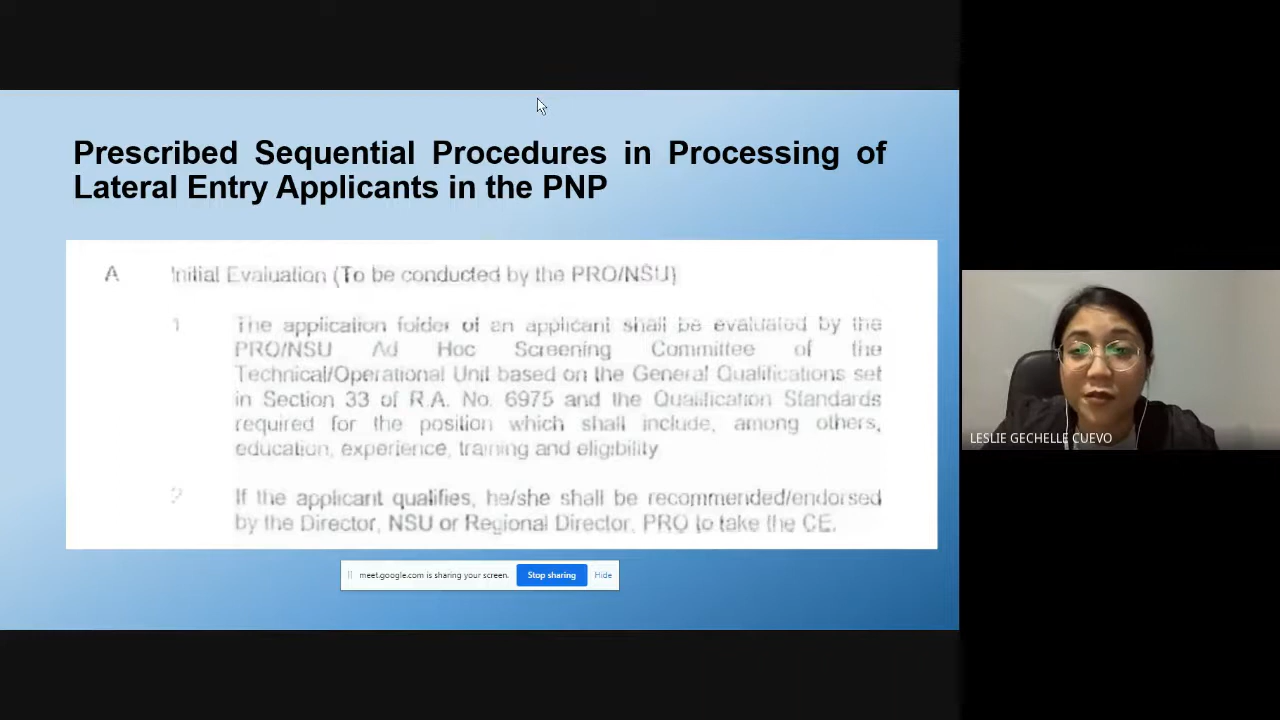 Prescribed Sequential Procedures in Processing of
Lateral Entry Applicants in the PNP
A Initial Evaluation (To be conducted by the PRO/NSU)
1 The application folder of an applicant shall be evaluated by the
PRO/NSU Ad Hoc Screening Committee of the
Technical/Operational Unit based on the General Qualifications set
in Section 33 of R.A. No. 6975 and the Qualification Standards
required for the position which shall include, among others,
education, experience, training and eligibility
2 If the applicant qualifies, he/she shall be recommended/endorsed
by the Director, NSU or Regional Director, PRO to take the CE.
meet.google.com is sharing your screen. Stop sharing Hide
LESLIE GECHELLE CUEVO